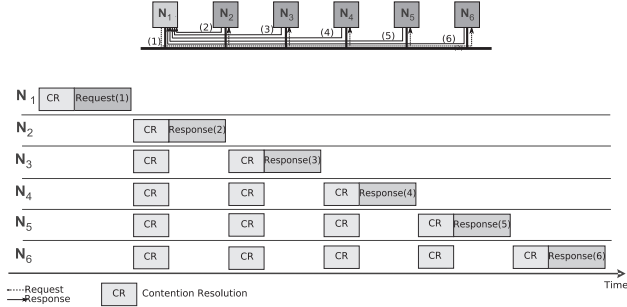 N1 N2 N3 N4 N5 N6
(1) (2) (3) (4) (5) (6)
N 1 CR Request(1)
N2 CR Response(2)
N3 CR CR Response(3)
N4 CR CR CR Response(4)
N5 CR CR CR CR Response(5)
N6 CR CR CR CR CR Response(6)
Time
Request
Response
CR Contention Resolution